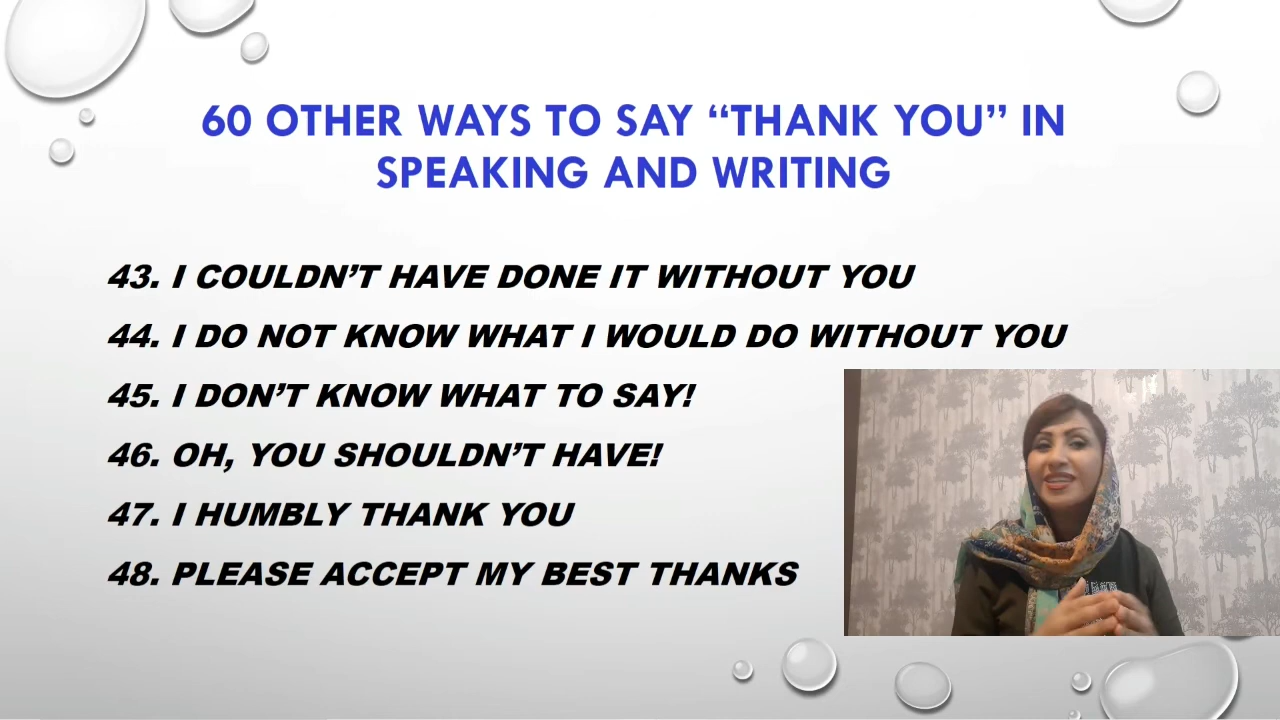 60 OTHER WAYS TO SAY “THANK YOU” IN
SPEAKING AND WRITING
43. I COULDN’T HAVE DONE IT WITHOUT YOU
44. I DO NOT KNOW WHAT I WOULD DO WITHOUT YOU
45. I DON’T KNOW WHAT TO SAY!
46. OH, YOU SHOULDN’T HAVE!
47. I HUMBLY THANK YOU
48. PLEASE ACCEPT MY BEST THANKS